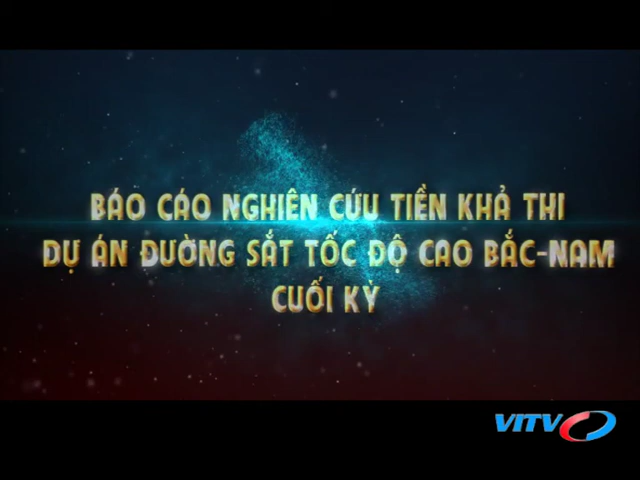 BÁO CÁO NGHIÊN CỨU TIỀN KHẢ THI
DỰ ÁN ĐƯỜNG SẮT TỐC ĐỘ CAO BẮC-NAM
CUỐI KỲ
VITV